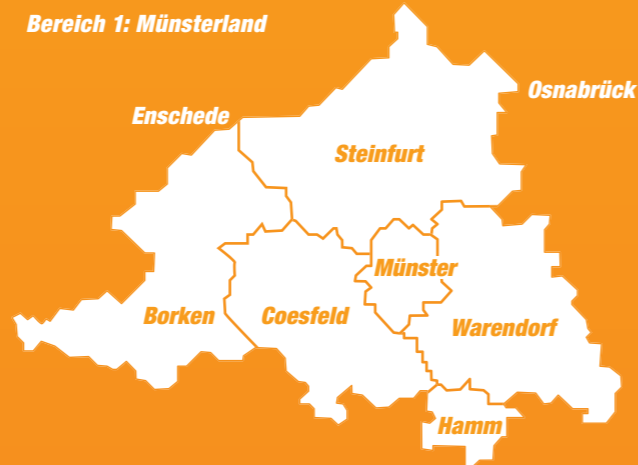 Bereich 1: Münsterland
Osnabrück
Enschede
Steinfurt
Münster
Borken
Coesfeld
Warendorf
Hamm